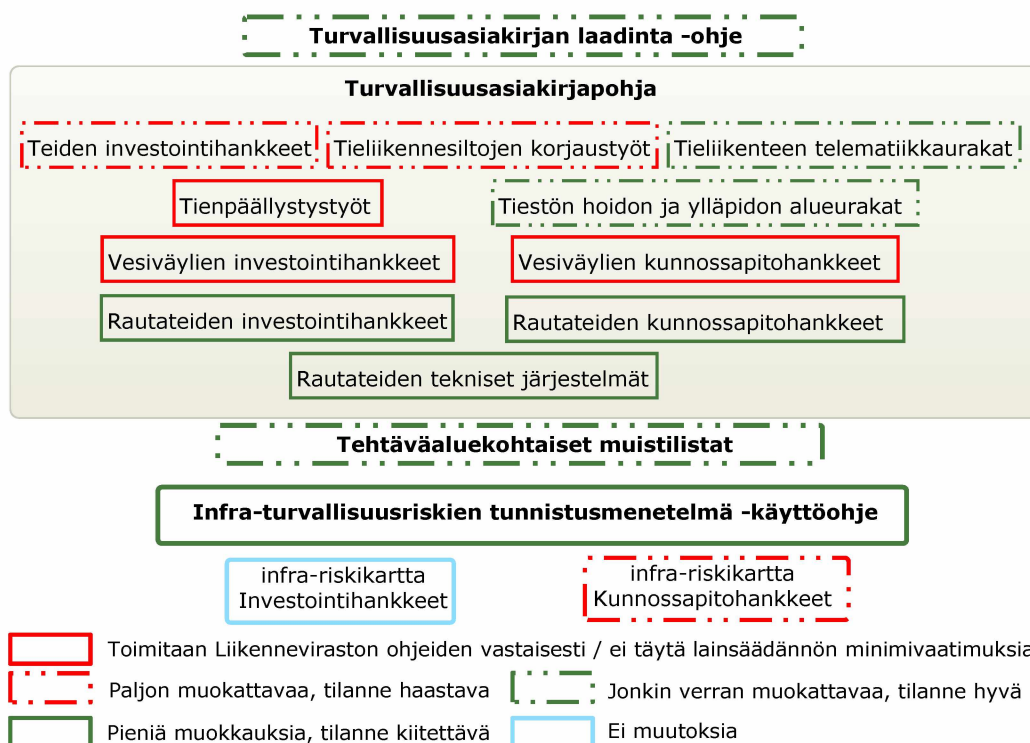 Turvallisuusasiakirjan laadinta -ohje
Turvallisuusasiakirjapohja
Teiden investointihankkeet
Tieliikennesiltojen korjaustyöt
Tieliikenteen telematiikkaurakat
Tienpäällystystyöt
Tiestön hoidon ja ylläpidon alueurakat
Vesiväylien investointihankkeet
Vesiväylien kunnossapitohankkeet
Rautateiden investointihankkeet
Rautateiden kunnossapitohankkeet
Rautateiden tekniset järjestelmät
Tehtäväaluekohtaiset muistilistat
Infra-turvallisuusriskien tunnistusmenetelmä -käyttöohje
infra-riskikartta
Investointihankkeet
infra-riskikartta
Kunnossapitohankkeet
Toimitaan Liikenneviraston ohjeiden vastaisesti / ei täytä lainsäädännön minimivaatimuksia
Paljon muokattavaa, tilanne haastava
Jonkin verran muokattavaa, tilanne hyvä
Pieniä muokkauksia, tilanne kiitettävä
Ei muutoksia